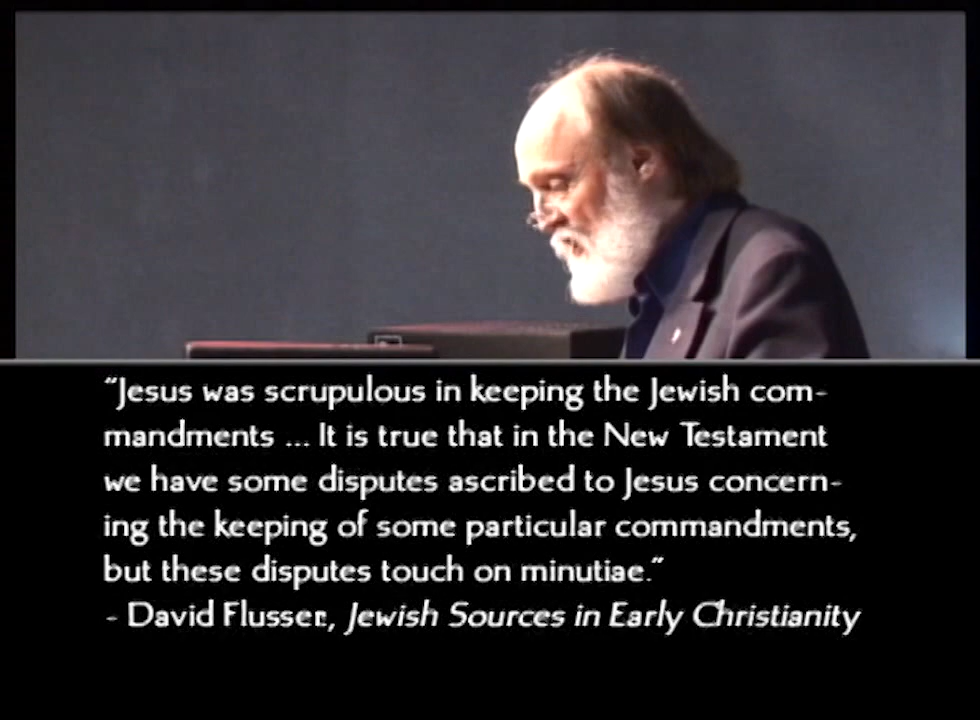 “Jesus was scrupulous in keeping the Jewish com-
mandments ... It is true that in the New Testament
we have some disputes ascribed to Jesus concern-
ing the keeping of some particular commandments,
but these disputes touch on minutiae.”
- David Flusser, Jewish Sources in Early Christianity